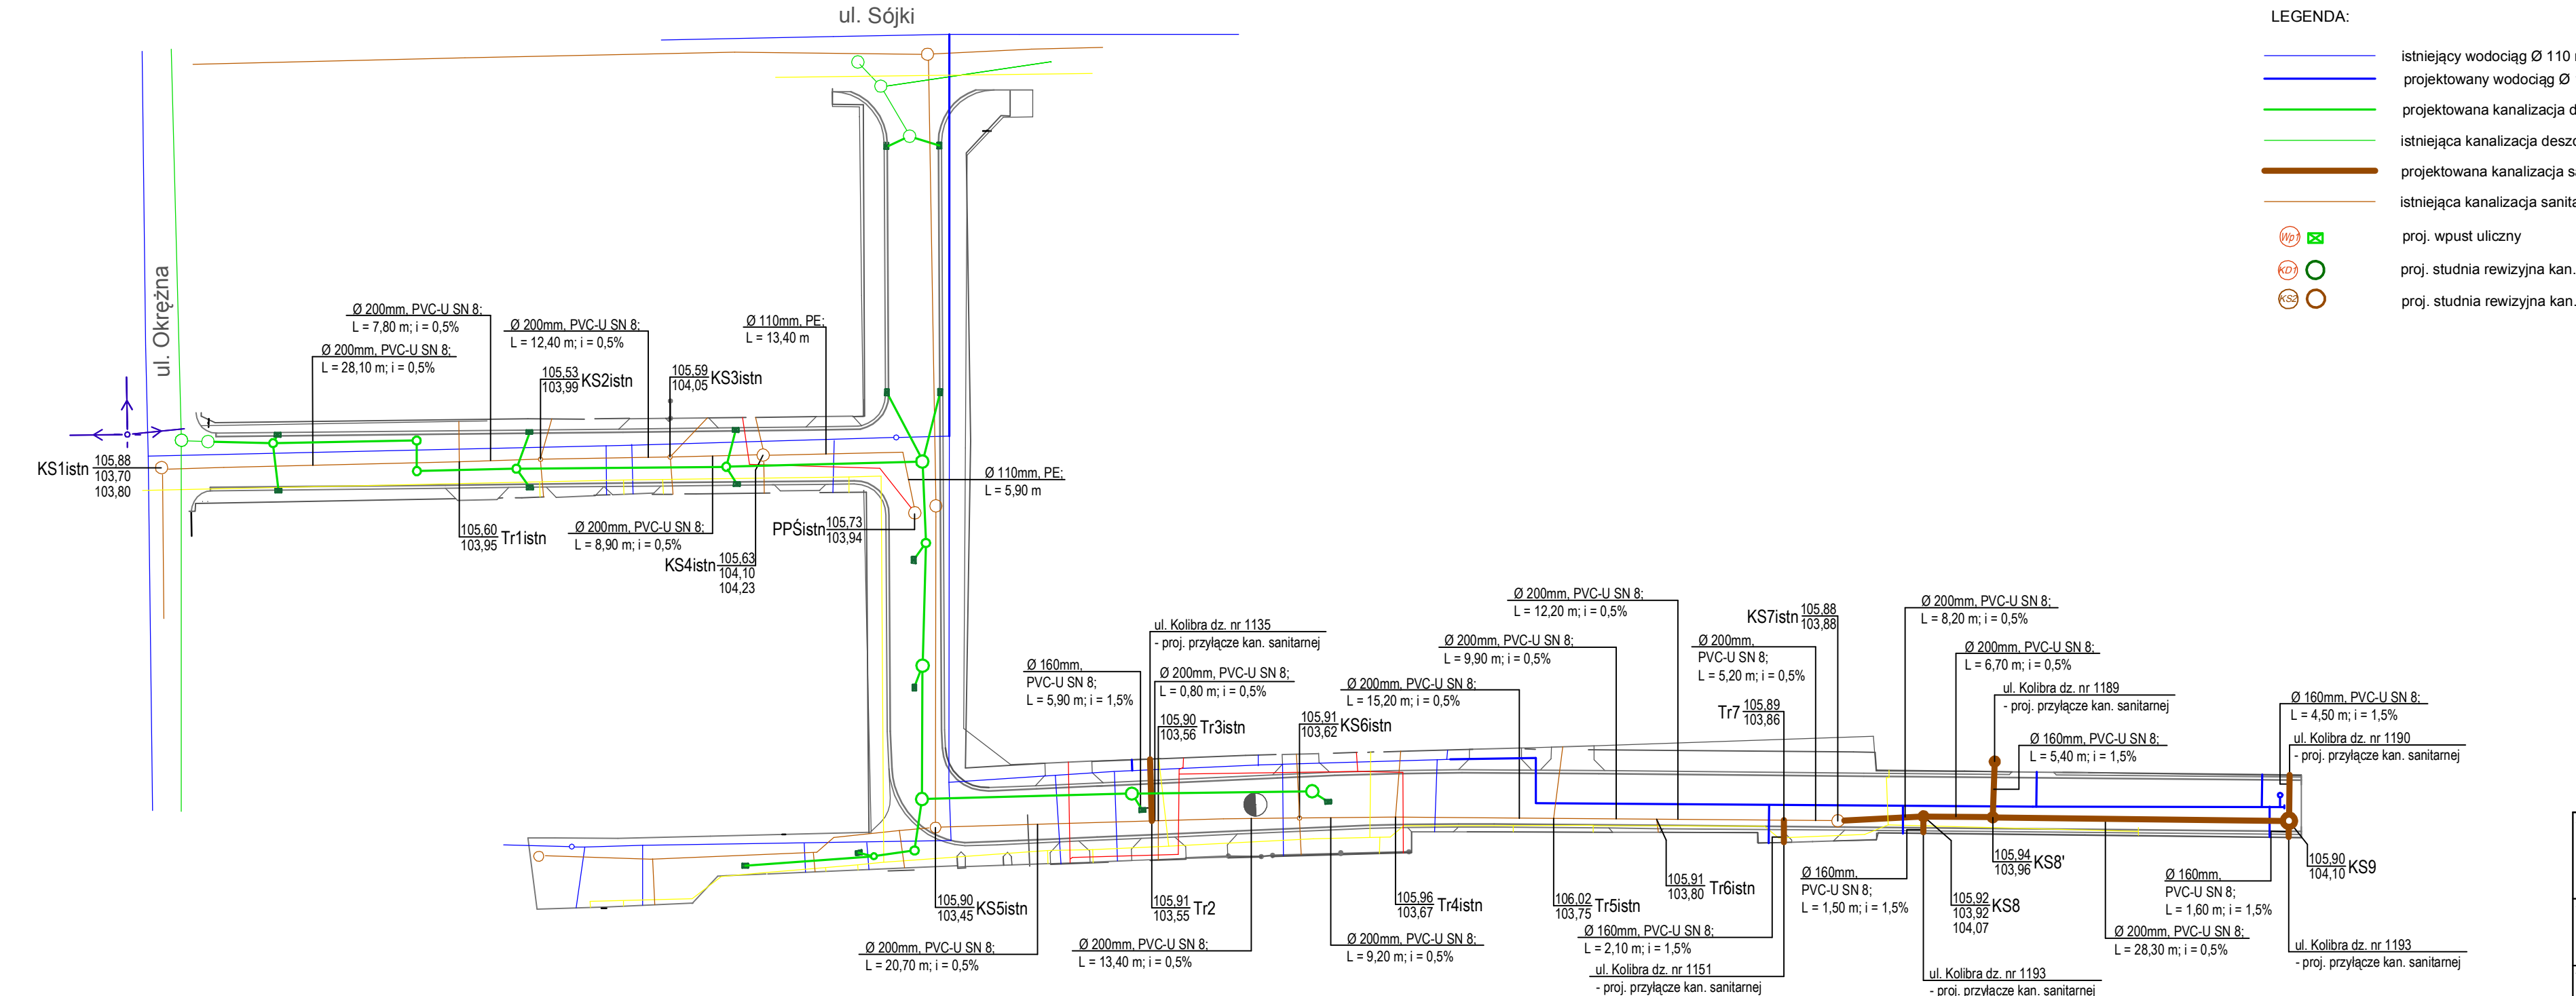 ul. Sójki
LEGENDA:
istniejący wodociąg Ø 110
projektowany wodociąg Ø
projektowana kanalizacja
istniejąca kanalizacja
projektowana kanalizacja
istniejąca kanalizacja
Wp1
proj. wpust uliczny
KD1
proj. studnia rewizyjna kan.
KS2
proj. studnia rewizyjna kan.
ul. Okrężna
Ø 200mm, PVC-U SN 8;
L = 7,80 m; i = 0,5%
Ø 200mm, PVC-U SN 8;
L = 28,10 m; i = 0,5%
Ø 200mm, PVC-U SN 8;
L = 12,40 m; i = 0,5%
Ø 110mm, PE;
L = 13,40 m
105,53
103,99
KS2istn
105,59
104,05
KS3istn
KS1istn
105,88
103,70
103,80
Ø 110mm, PE;
L = 5,90 m
105,60
103,95
Tr1istn
Ø 200mm, PVC-U SN 8;
L = 8,90 m; i = 0,5%
PPŚistn
105,73
103,94
KS4istn
105,63
104,10
104,23
ul. Kolibra dz. nr 1135
- proj. przyłącze kan. sanitarnej
Ø 160mm,
PVC-U SN 8;
L = 5,90 m; i = 1,5%
Ø 200mm, PVC-U SN 8;
L = 0,80 m; i = 0,5%
105,90
103,56
Tr3istn
Ø 200mm, PVC-U SN 8;
L = 15,20 m; i = 0,5%
105,91
103,62
KS6istn
Ø 200mm, PVC-U SN 8;
L = 9,90 m; i = 0,5%
Ø 200mm, PVC-U SN 8;
L = 12,20 m; i = 0,5%
KS7istn
105,88
103,88
Ø 200mm,
PVC-U SN 8;
L = 5,20 m; i = 0,5%
Tr7
105,89
103,86
Ø 200mm, PVC-U SN 8;
L = 8,20 m; i = 0,5%
Ø 200mm, PVC-U SN 8;
L = 6,70 m; i = 0,5%
ul. Kolibra dz. nr 1189
- proj. przyłącze kan. sanitarnej
Ø 160mm, PVC-U SN 8;
L = 5,40 m; i = 1,5%
Ø 160mm, PVC-U SN 8;
L = 4,50 m; i = 1,5%
ul. Kolibra dz. nr 1190
- proj. przyłącze kan. sanitarnej
105,90
103,45
KS5istn
Ø 200mm, PVC-U SN 8;
L = 20,70 m; i = 0,5%
105,91
103,55
Tr2
Ø 200mm, PVC-U SN 8;
L = 13,40 m; i = 0,5%
105,96
103,67
Tr4istn
Ø 200mm, PVC-U SN 8;
L = 9,20 m; i = 0,5%
106,02
103,75
Tr5istn
105,91
103,80
Tr6istn
Ø 160mm, PVC-U SN 8;
L = 2,10 m; i = 1,5%
ul. Kolibra dz. nr 1151
- proj. przyłącze kan. sanitarnej
Ø 160mm,
PVC-U SN 8;
L = 1,50 m; i = 1,5%
105,92
103,92
104,07
KS8
105,94
103,96
KS8'
ul. Kolibra dz. nr 1193
- proj. przyłącze kan. sanitarnej
Ø 160mm,
PVC-U SN 8;
L = 1,60 m; i = 1,5%
Ø 200mm, PVC-U SN 8;
L = 28,30 m; i = 0,5%
105,90
104,10
KS9
ul. Kolibra dz. nr 1193
- proj. przyłącze kan. sanitarnej